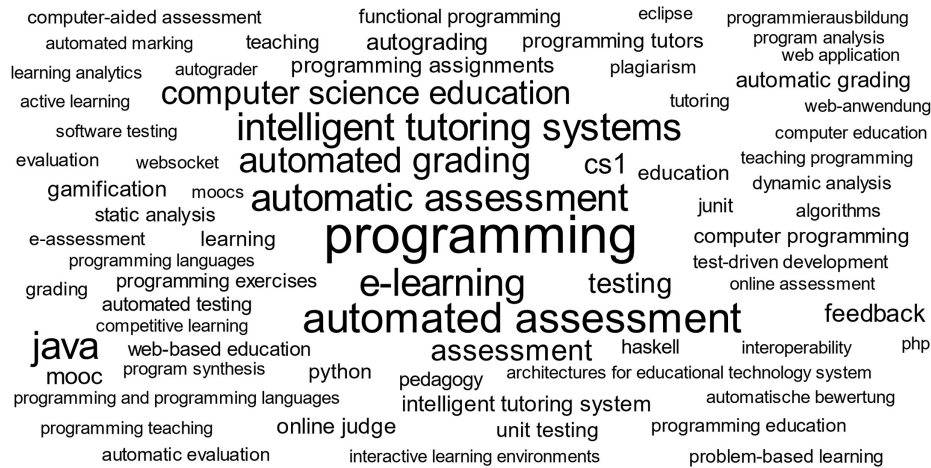 computer-aided assessment
functional programming
eclipse
programmierausbildung
automated marking
teaching
autograding
programming tutors
program analysis
web application
learning analytics
autograder
programming assignments
plagiarism
automatic grading
active learning
computer science education
tutoring
web-anwendung
software testing
intelligent tutoring systems
computer education
evaluation
websocket
automated grading
cs1
education
teaching programming
gamification
moocs
automatic assessment
dynamic analysis
static analysis
junit
algorithms
e-assessment
learning
programming
computer programming
programming languages
test-driven development
grading
programming exercises
e-learning
testing
online assessment
automated testing
competitive learning
automated assessment
feedback
java
web-based education
assessment
haskell
interoperability
php
mooc
program synthesis
python
pedagogy
architectures for educational technology system
programming and programming languages
intelligent tutoring system
automatische bewertung
programming teaching
online judge
unit testing
programming education
automatic evaluation
interactive learning environments
problem-based learning